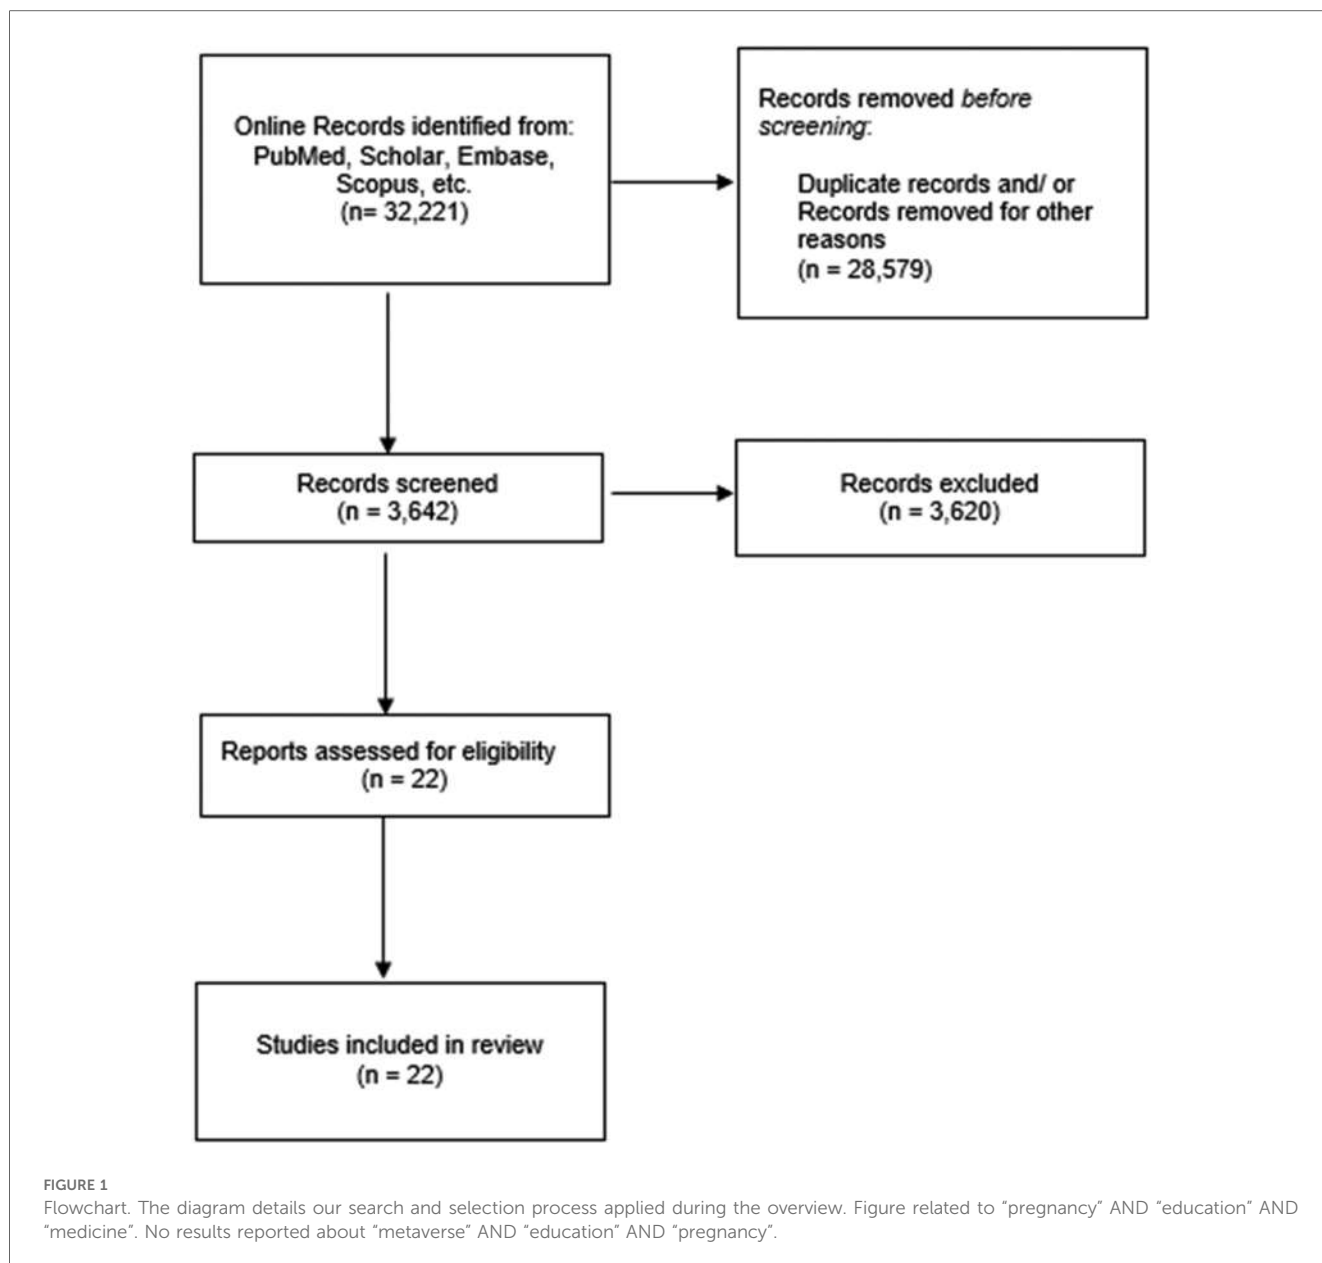 Online Records identified from:
PubMed, Scholar, Embase,
Scopus, etc.
(n= 32,221)
Records removed before
screening:
Duplicate records and/ or
Records removed for other
reasons
(n = 28,579)
Records screened
(n = 3,642)
Records excluded
(n = 3,620)
Reports assessed for eligibility
(n = 22)
Studies included in review
(n = 22)
FIGURE 1
Flowchart. The diagram details our search and selection process applied during the overview. Figure related to “pregnancy” AND “education” AND
“medicine”. No results reported about “metaverse” AND “education” AND “pregnancy”.